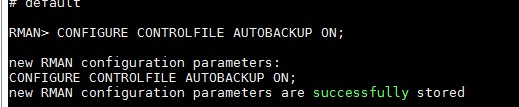 # default
RMAN> CONFIGURE CONTROLFILE AUTOBACKUP ON;
new RMAN configuration parameters:
CONFIGURE CONTROLFILE AUTOBACKUP ON;
new RMAN configuration parameters are successfully stored